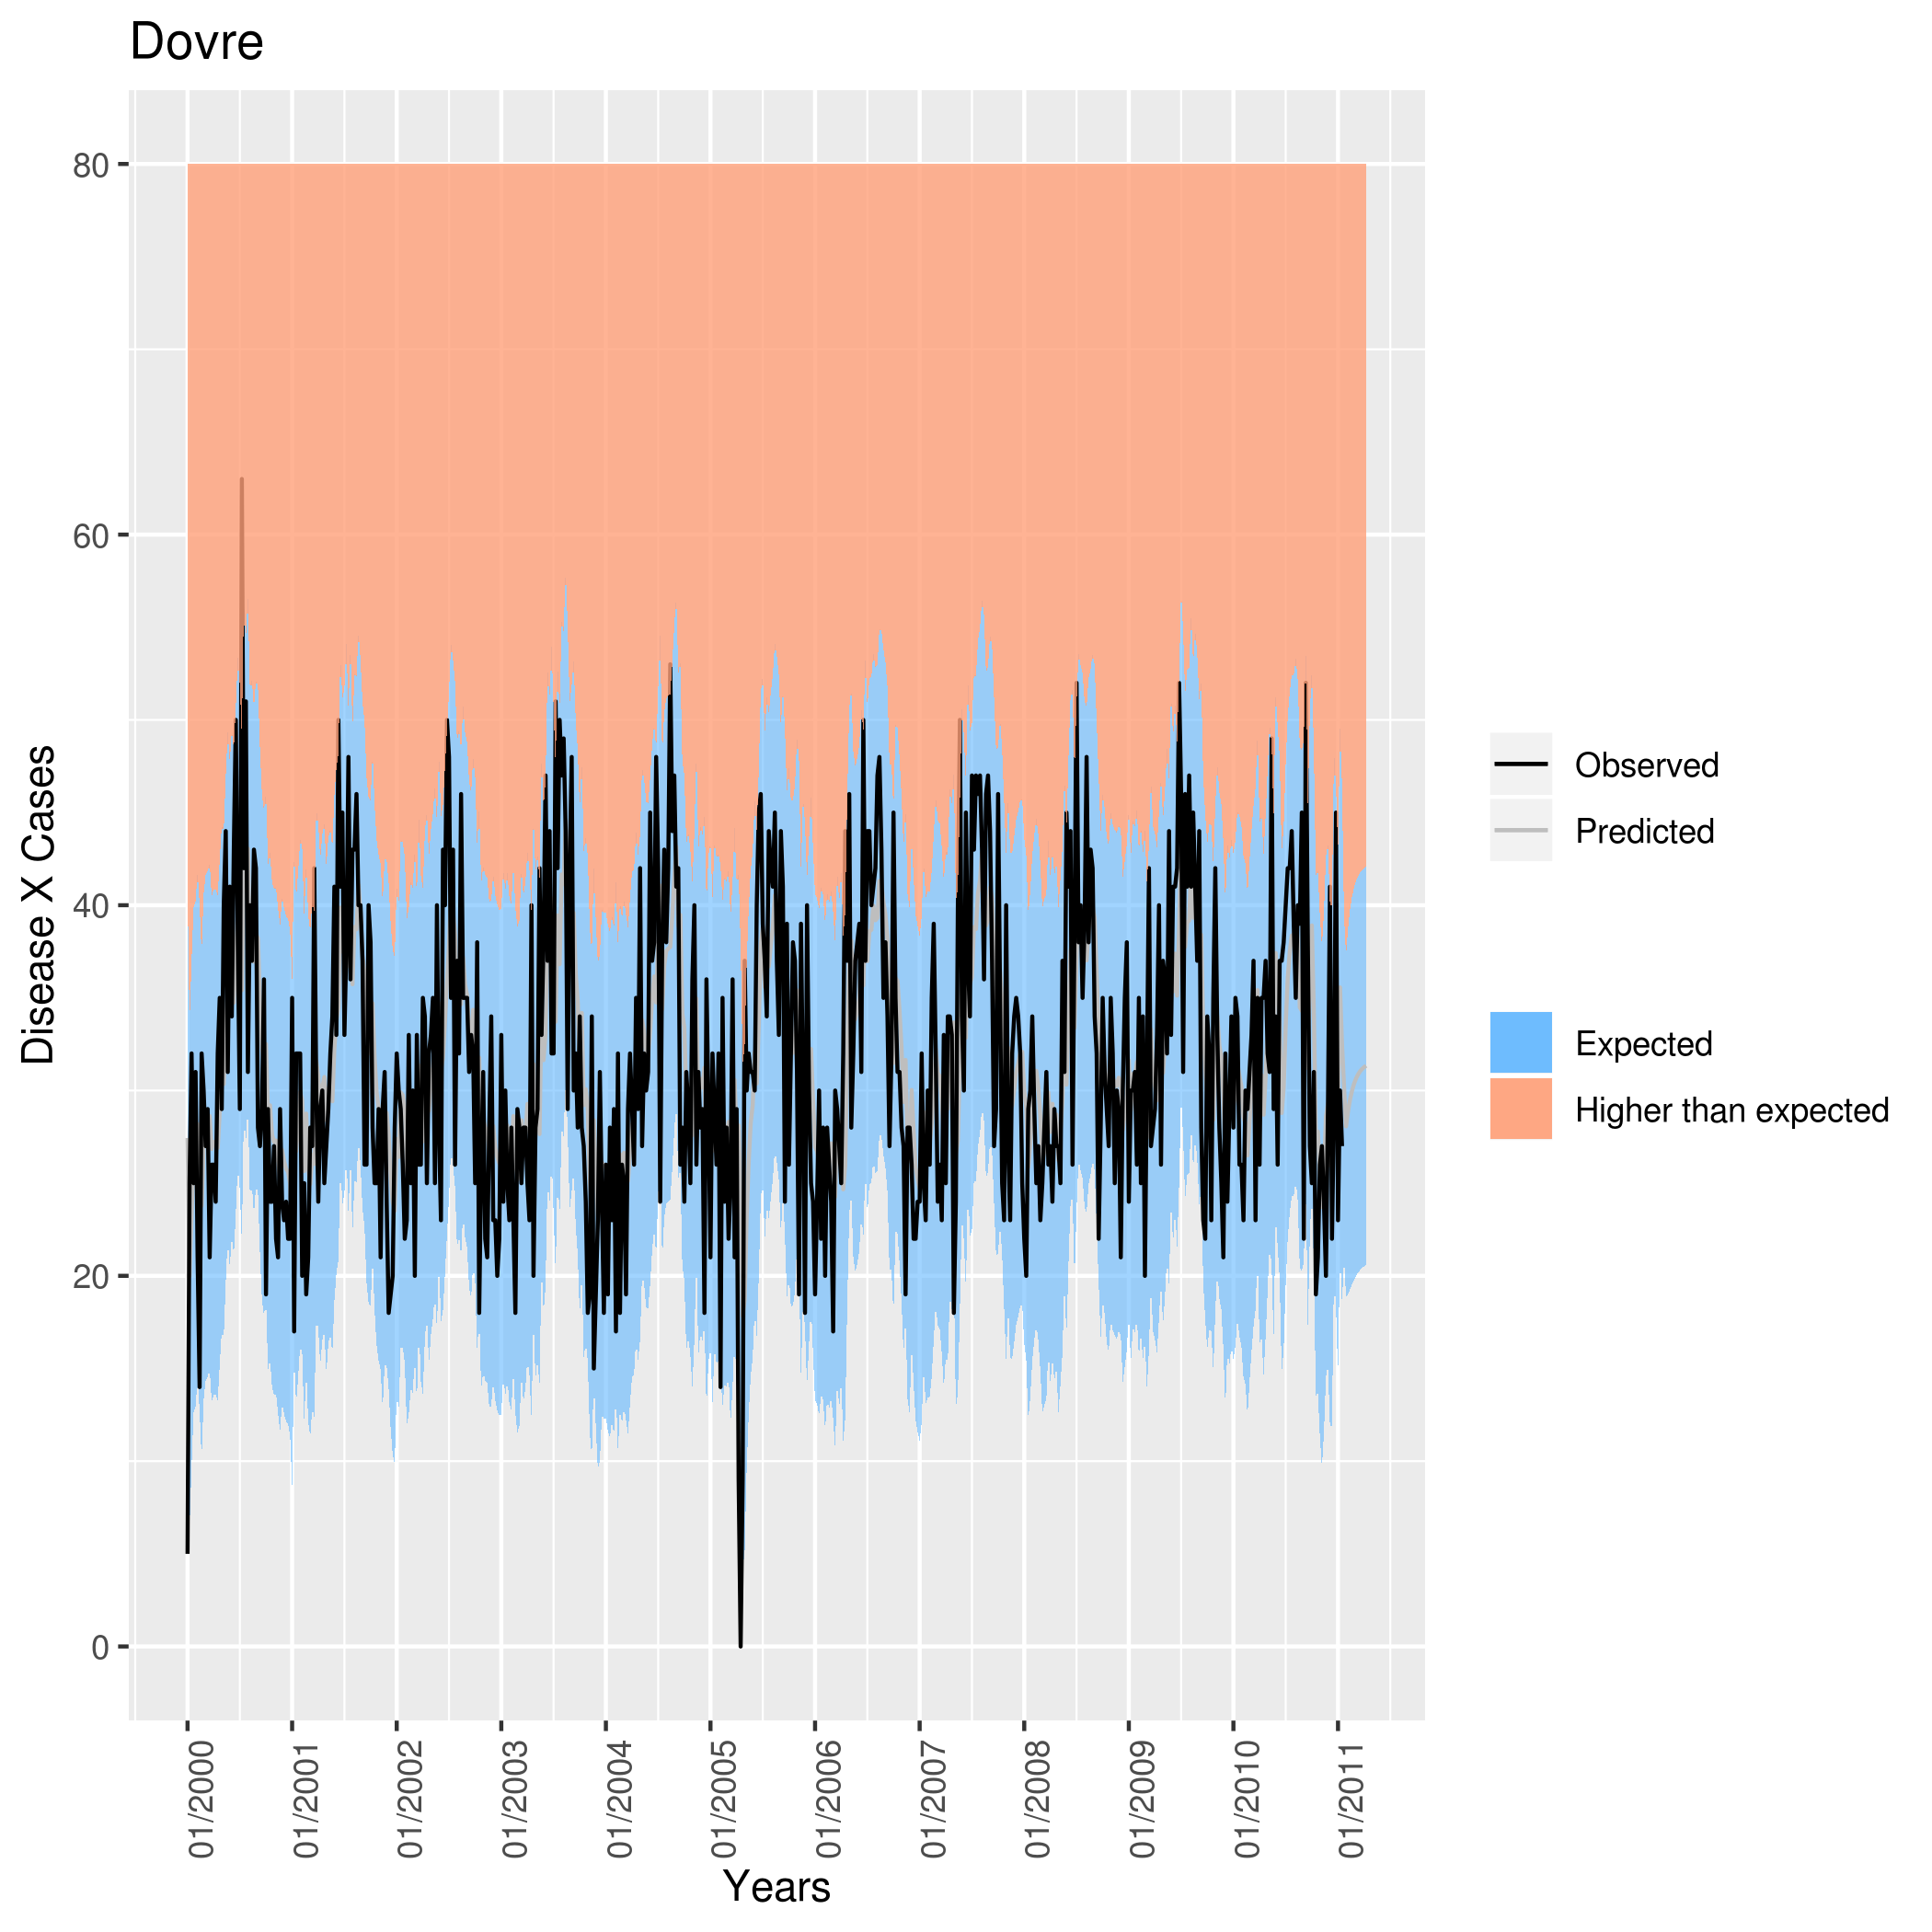 Dovre
Disease X Cases
80
60
40
20
0
01/2000
01/2001
01/2002
01/2003
01/2004
01/2005
01/2006
01/2007
01/2008
01/2009
01/2010
01/2011
Years
Observed
Predicted
Expected
Higher than expected